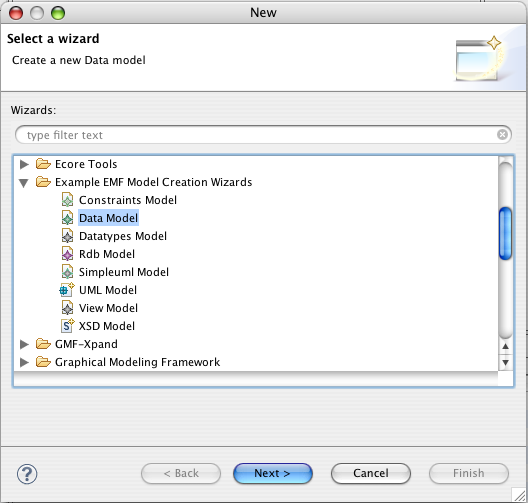 New
Select a wizard
Create a new Data model
Wizards:
type filter text
Ecore Tools
Example EMF Model Creation Wizards
Constraints Model
Data Model
Datatypes Model
Rdb Model
Simpleuml Model
UML Model
View Model
XSD Model
GMF-Xpand
Graphical Modeling Framework
? < Back Next > Cancel Finish